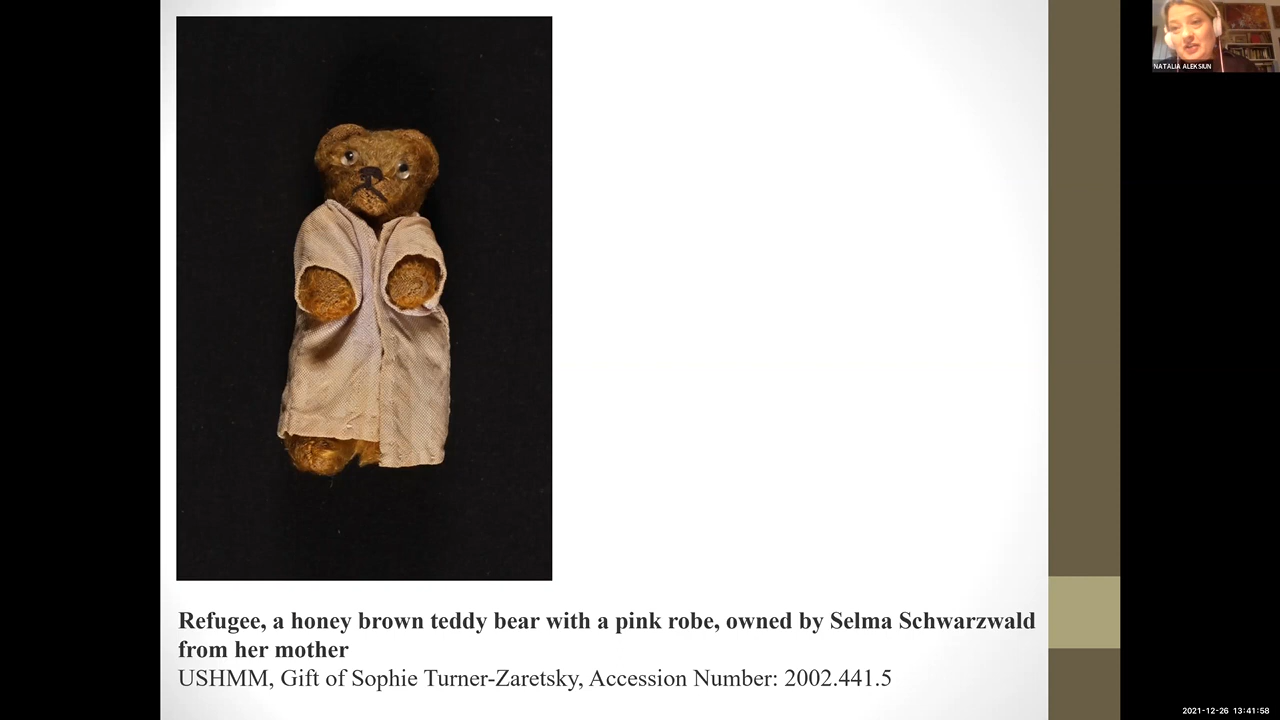 NATALIA ALEKSIUN
Refugee, a honey brown teddy bear with a pink robe, owned by Selma Schwarzwald
from her mother
USHMM, Gift of Sophie Turner-Zaretsky, Accession Number: 2002.441.5
2021-12-26 13:41:58